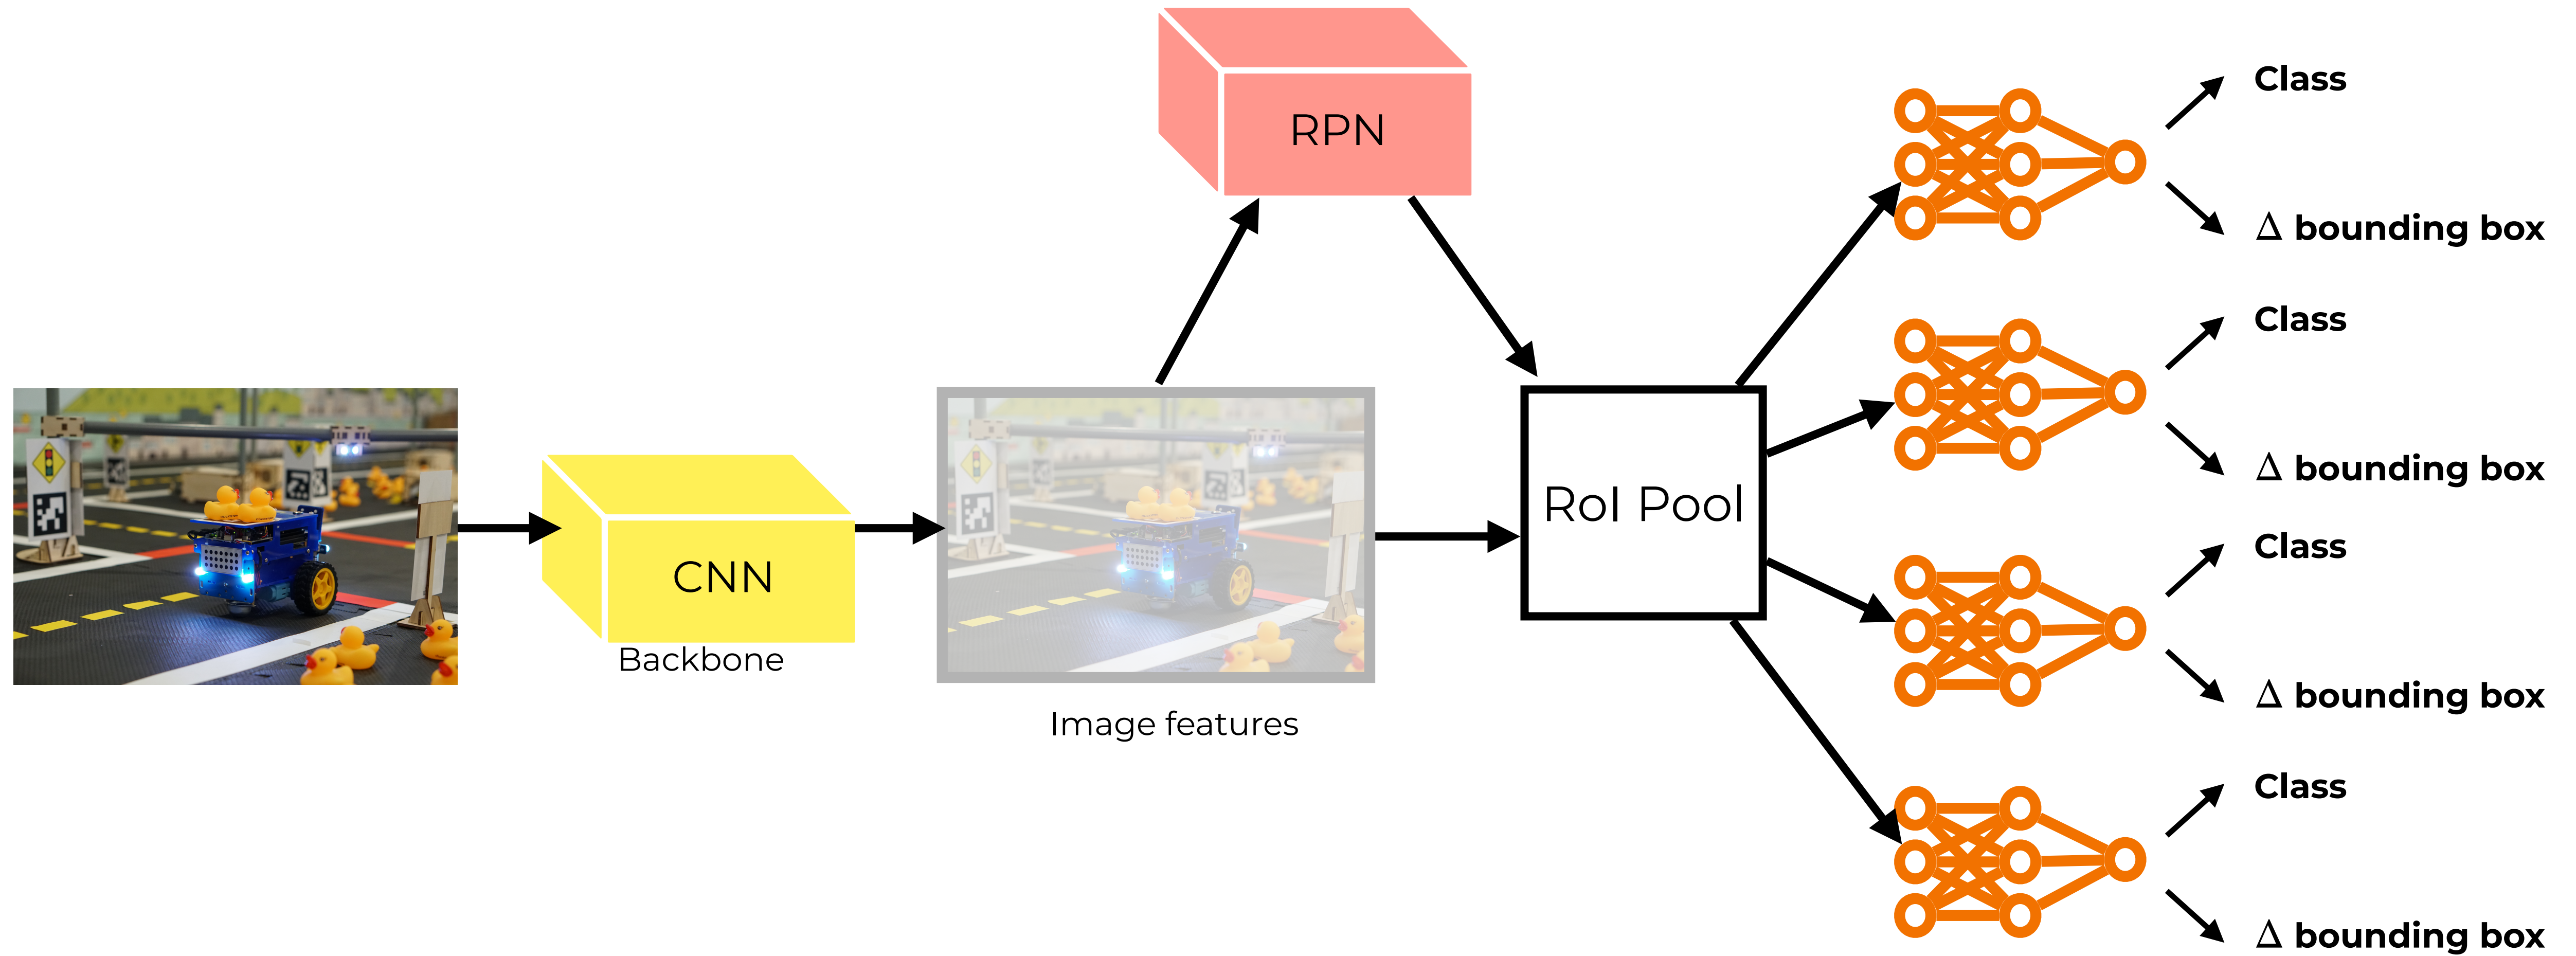 RPN
CNN
Backbone
Image features
RoI Pool
Class
Δ bounding box
Class
Δ bounding box
Class
Δ bounding box
Class
Δ bounding box